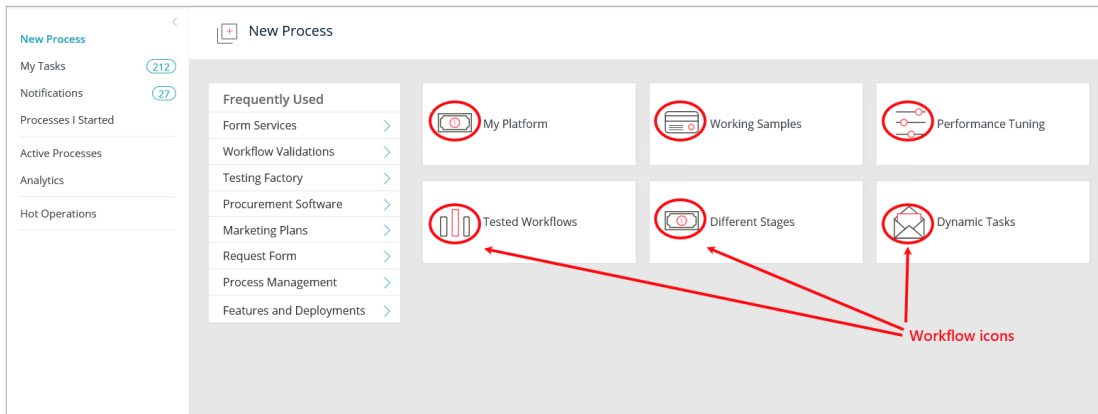 New Process
My Tasks
212
Notifications
27
Processes I Started
Active Processes
Analytics
Hot Operations
New Process
Frequently Used
Form Services
Workflow Validations
Testing Factory
Procurement Software
Marketing Plans
Request Form
Process Management
Features and Deployments
My Platform
Working Samples
Performance Tuning
Tested Workflows
Different Stages
Dynamic Tasks
Workflow icons